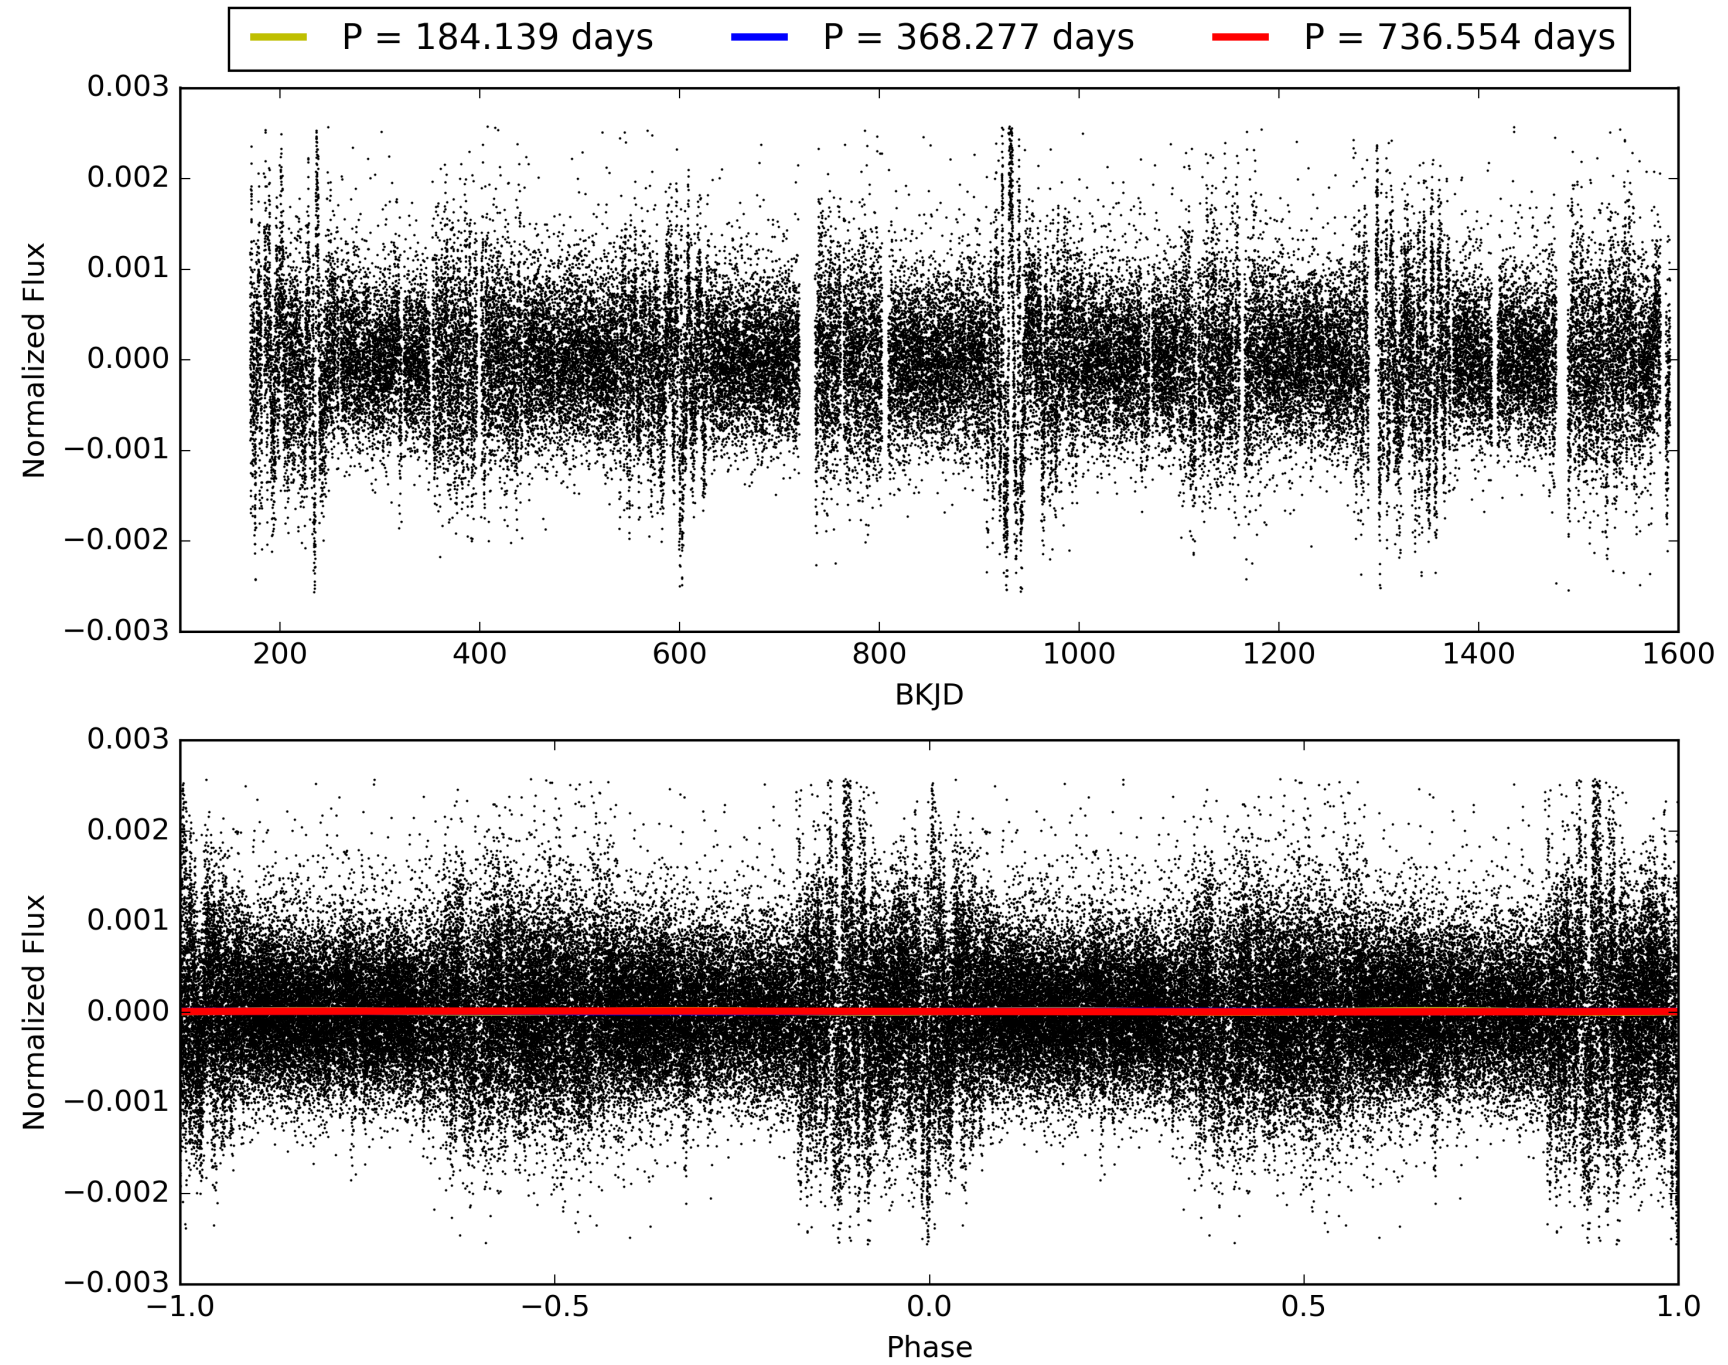 P = 184.139 days P = 368.277 days P = 736.554 days
0.003
0.002
0.001
0.000
−0.001
−0.002
−0.003
Normalized Flux
200 400 600 800 1000 1200 1400 1600
BKJD
0.003
0.002
0.001
0.000
−0.001
−0.002
−0.003
Normalized Flux
−1.0 −0.5 0.0 0.5 1.0
Phase